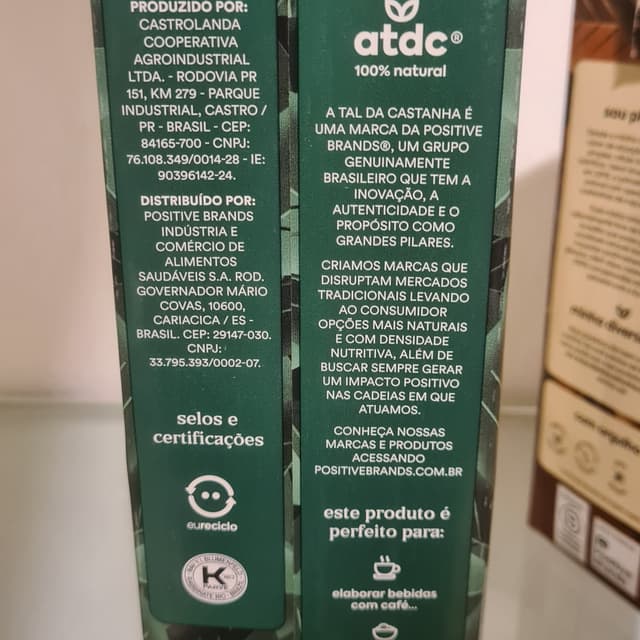 PRODUZIDO POR:
CASTROLANDA
COOPERATIVA
AGROINDUSTRIAL
LTDA. - RODOVIA PR
151, KM 279 - PARQUE
INDUSTRIAL, CASTRO /
PR - BRASIL - CEP:
84165-700 - CNPJ:
76.108.349/0014-28 - IE:
90396142-24.
DISTRIBUÍDO POR:
POSITIVE BRANDS
INDÚSTRIA E
COMÉRCIO DE
ALIMENTOS
SAUDÁVEIS S.A. ROD.
GOVERNADOR MÁRIO
COVAS, 10600,
CARIACICA / ES -
BRASIL. CEP: 29147-030.
CNPJ:
33.795.393/0002-07.
selos e
certificações
eureciclo
K
PARVE
atdc®
100% natural
A TAL DA CASTANHA É
UMA MARCA DA POSITIVE
BRANDS®, UM GRUPO
GENUINAMENTE
BRASILEIRO QUE TEM A
INOVAÇÃO, A
AUTENTICIDADE E O
PROPÓSITO COMO
GRANDES PILARES.
CRIAMOS MARCAS QUE
DISRUPTAM MERCADOS
TRADICIONAIS LEVANDO
AO CONSUMIDOR
OPÇÕES MAIS NATURAIS
E COM DENSIDADE
NUTRITIVA, ALÉM DE
BUSCAR SEMPRE GERAR
UM IMPACTO POSITIVO
NAS CADEIAS EM QUE
ATUAMOS.
CONHEÇA NOSSAS
MARCAS E PRODUTOS
ACESSANDO
POSITIVEBRANDS.COM.BR
este produto é
perfeito para:
elaborar bebidas
com café...